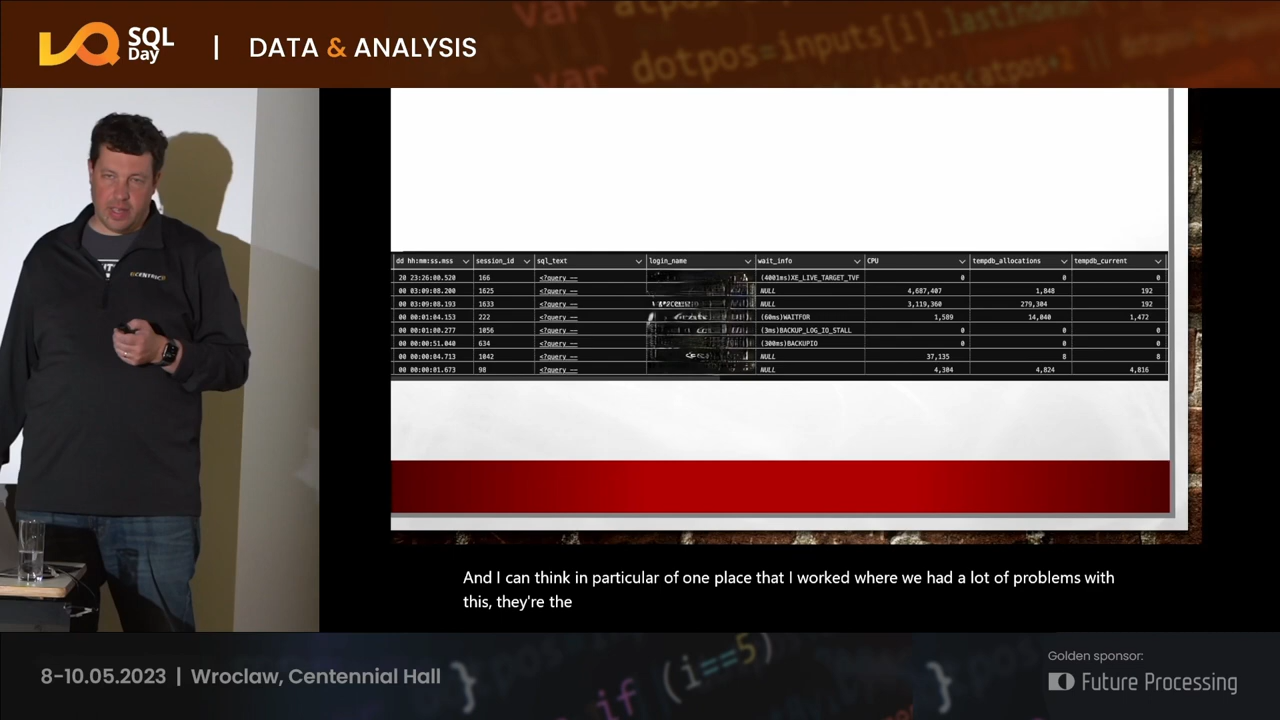 SQL
Day
| DATA & ANALYSIS
var
dotpos=inputs[i].lastIndex
GCENTRICH
dd hh:mm:ss.mss session_id sql_text login_name wait_info CPU tempdb_allocations tempdb_current
20 23:26:00.520 166 <?query -- (4001ms)XE_LIVE_TARGET_TVF 0 0 0
00 03:09:08.200 1625 <?query -- NULL 4,687,407 1,848 192
00 03:09:08.193 1633 <?query -- NULL 3,119,360 279,304 192
00 00:01:04.153 222 <?query -- (60ms)WAITFOR 1,589 14,040 1,472
00 00:01:00.277 1056 <?query -- (3ms)BACKUP_LOG_IO_STALL 0 0 0
00 00:00:51.040 634 <?query -- (300ms)BACKUPIO 0 0 0
00 00:00:04.713 1042 <?query -- NULL 37,135 8 8
00 00:00:01.673 98 <?query -- NULL 4,304 4,824 4,816
And I can think in particular of one place that I worked where we had a lot of problems with
this, they're the
8-10.05.2023 | Wroclaw, Centennial Hall
} if (i==5) }
Golden sponsor:
Future Processing